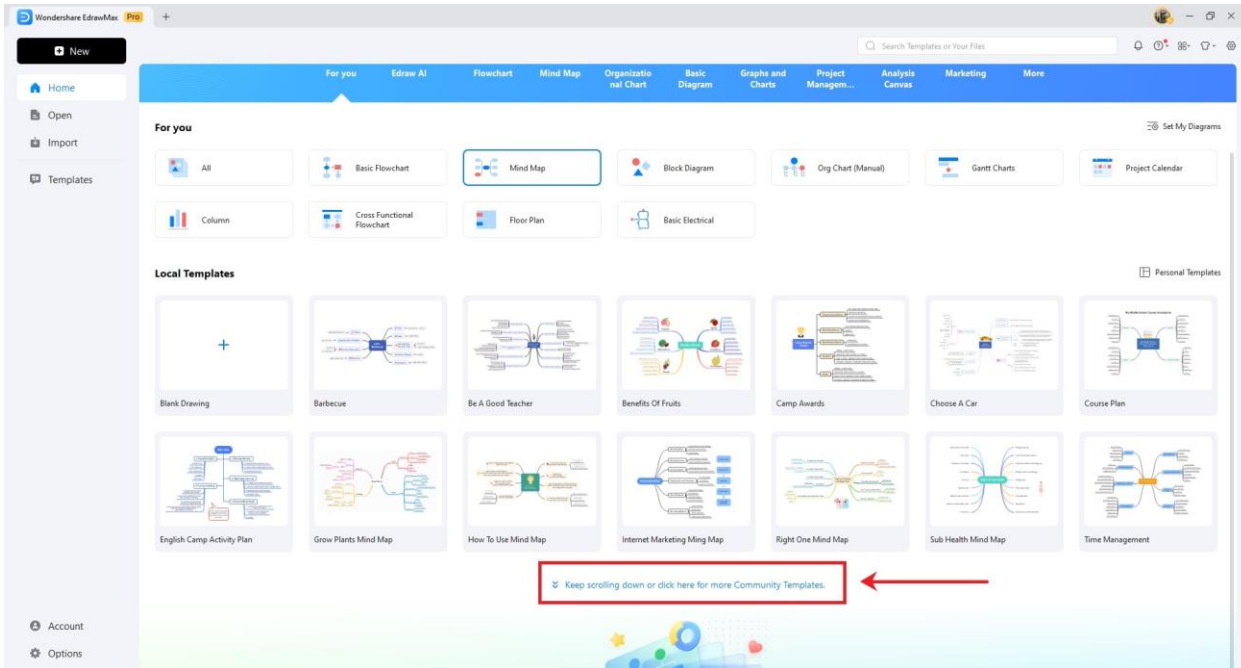 Wondershare EdrawMax Pro
New
Search Templates or Your Files
Home
Open
Import
Templates
For you
Edraw AI
Flowchart
Mind Map
Organizatio
nal Chart
Basic
Diagram
Graphs and
Charts
Project
Managem...
Analysis
Canvas
Marketing
More
For you
Set My Diagrams
All
Basic Flowchart
Mind Map
Block Diagram
Org Chart (Manual)
Gantt Charts
Project Calendar
Column
Cross Functional
Flowchart
Floor Plan
Basic Electrical
Local Templates
Personal Templates
Blank Drawing
Barbecue
Be A Good Teacher
Benefits Of Fruits
Camp Awards
Choose A Car
Course Plan
English Camp Activity Plan
Grow Plants Mind Map
How To Use Mind Map
Internet Marketing Ming Map
Right One Mind Map
Sub Health Mind Map
Time Management
Keep scrolling down or click here for more Community Templates.
Account
Options